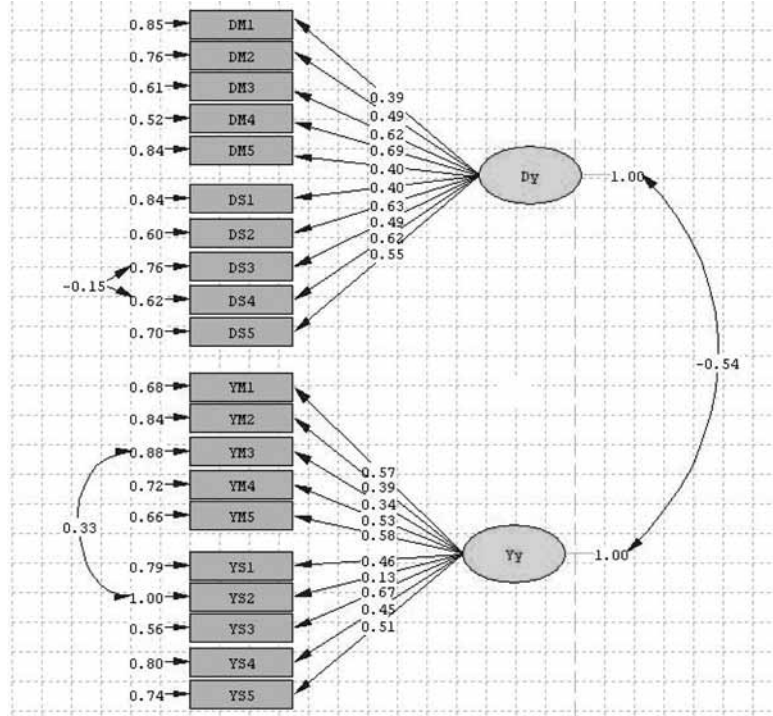 0.85 DM1
0.76 DM2
0.61 DM3
0.52 DM4
0.84 DM5
0.84 DS1
0.60 DS2
0.76 DS3
0.62 DS4
0.70 DS5
-0.15
0.39
0.49
0.62
0.69
0.40
0.40
0.63
0.49
0.62
0.55
Dy
1.00
-0.54
0.68 YM1
0.84 YM2
0.88 YM3
0.72 YM4
0.66 YM5
0.79 YS1
1.00 YS2
0.56 YS3
0.80 YS4
0.74 YS5
0.33
0.57
0.39
0.34
0.53
0.58
0.46
0.13
0.67
0.45
0.51
Yy
1.00